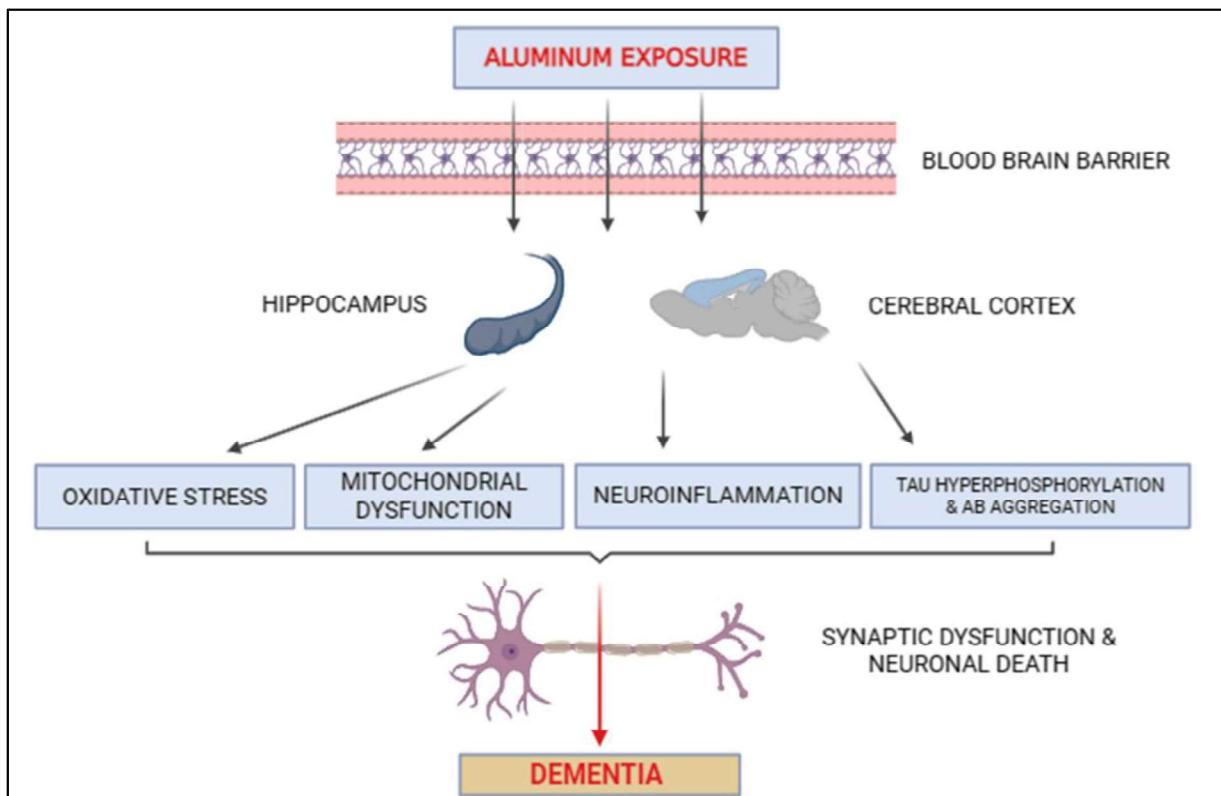 ALUMINUM EXPOSURE
BLOOD BRAIN BARRIER
HIPPOCAMPUS
CEREBRAL CORTEX
OXIDATIVE STRESS
MITOCHONDRIAL
DYSFUNCTION
NEUROINFLAMMATION
TAU HYPERPHOSPHORYLATION
& AB AGGREGATION
SYNAPTIC DYSFUNCTION &
NEURONAL DEATH
DEMENTIA